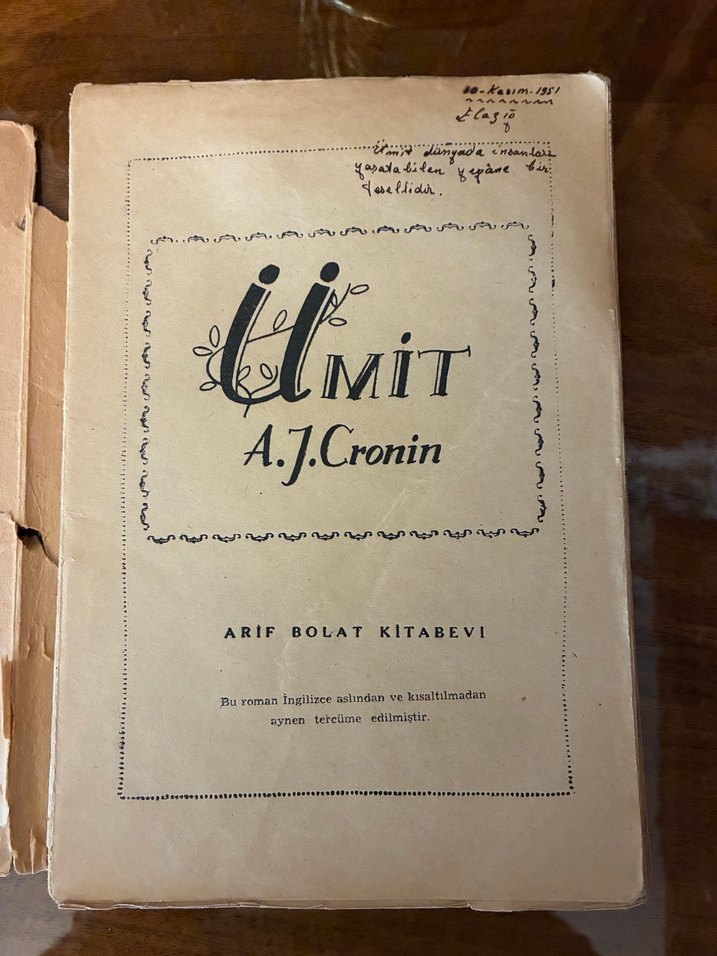 10-Kasım-1951
Elazığ
Ümit dünyada insanları
yaşatabilen yegâne bir
tesellidir.
ÜMİT
A.J.Cronin
ARİF BOLAT KİTABEVİ
Bu roman İngilizce aslından ve kısaltılmadan
aynen tercüme edilmiştir.